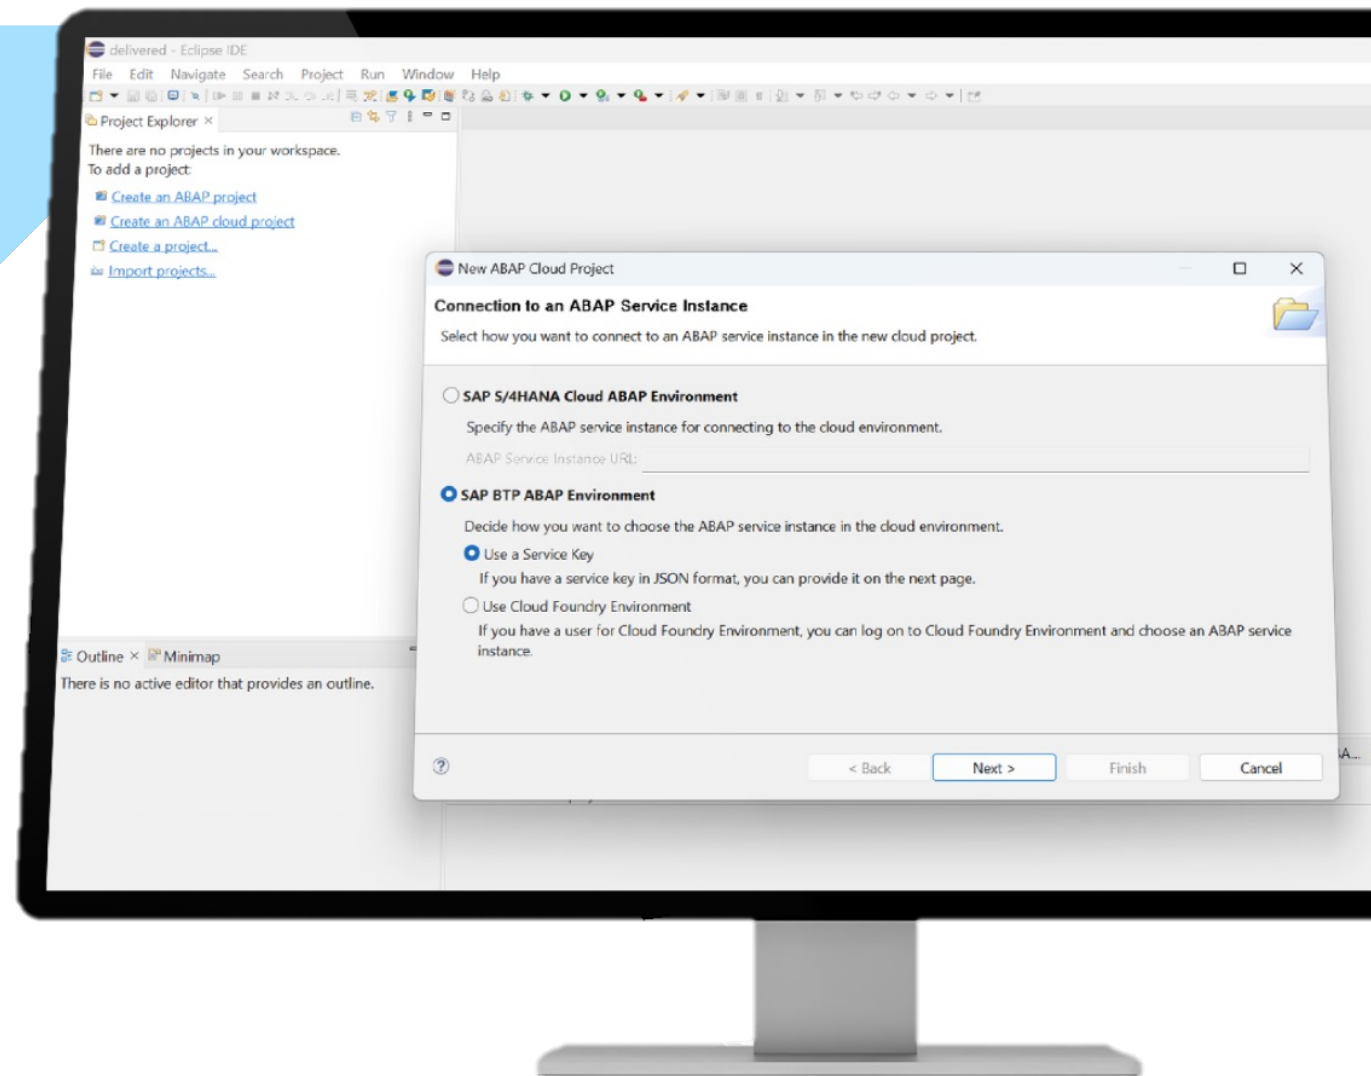 delivered - Eclipse IDE
File Edit Navigate Search Project Run Window Help
Project Explorer
There are no projects in your workspace.
To add a project:
Create an ABAP project
Create an ABAP cloud project
Create a project...
Import projects...
New ABAP Cloud Project
Connection to an ABAP Service Instance
Select how you want to connect to an ABAP service instance in the new cloud project.
SAP S/4HANA Cloud ABAP Environment
Specify the ABAP service instance for connecting to the cloud environment.
ABAP Service Instance URL:
SAP BTP ABAP Environment
Decide how you want to choose the ABAP service instance in the cloud environment.
Use a Service Key
If you have a service key in JSON format, you can provide it on the next page.
Use Cloud Foundry Environment
If you have a user for Cloud Foundry Environment, you can log on to Cloud Foundry Environment and choose an ABAP service
instance.
Outline Minimap
There is no active editor that provides an outline.
? < Back Next > Finish Cancel